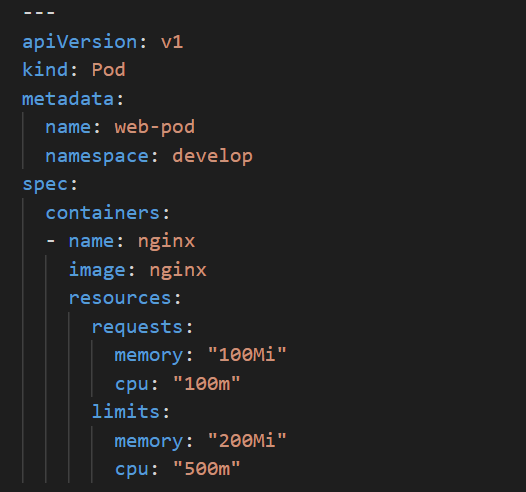 ---
apiVersion: v1
kind: Pod
metadata:
  name: web-pod
  namespace: develop
spec:
  containers:
  - name: nginx
    image: nginx
    resources:
      requests:
        memory: "100Mi"
        cpu: "100m"
      limits:
        memory: "200Mi"
        cpu: "500m"